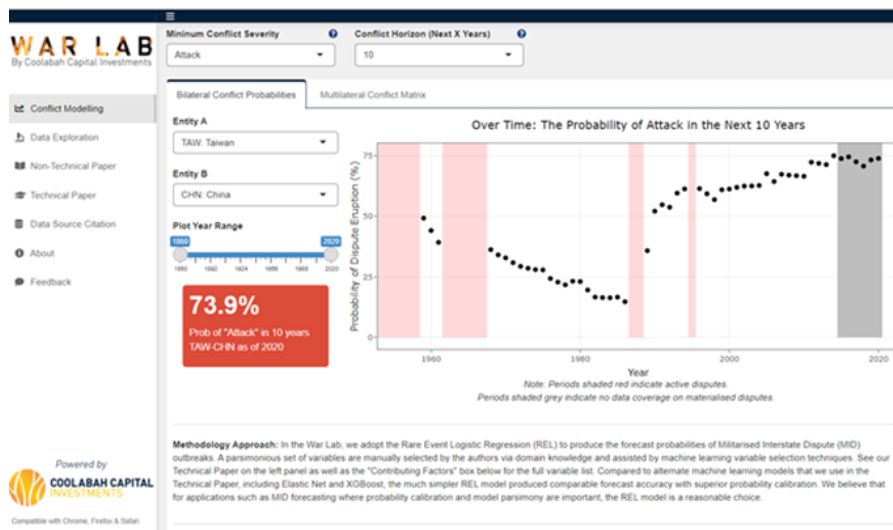 Minimum Conflict Severity
Conflict Horizon (Next X Years)
WAR LAB
By Coolabah Capital Investments
Attack
10
Conflict Modelling
Data Exploration
Non-Technical Paper
Technical Paper
Data Source Citation
About
Feedback
Bilateral Conflict Probabilities
Multilateral Conflict Matrix
Entity A
TAW: Taiwan
Entity B
CHN: China
Plot Year Range
1860
2020
1860 1892 1924 1956 1988 2020
73.9%
Prob of "Attack" in 10 years
TAW-CHN as of 2020
Over Time: The Probability of Attack in the Next 10 Years
Probability of Dispute Eruption (%)
75
50
25
0
1960 1980 2000 2020
Year
Note: Periods shaded red indicate active disputes.
Periods shaded grey indicate no data coverage on materialised disputes.
Methodology Approach: In the War Lab, we adopt the Rare Event Logistic Regression (REL) to produce the forecast probabilities of Militarised Interstate Dispute (MID)
outbreaks. A parsimonious set of variables are manually selected by the authors via domain knowledge and assisted by machine learning variable selection techniques. See our
Technical Paper on the left panel as well as the "Contributing Factors" box below for the full variable list. Compared to alternate machine learning models that we use in the
Technical Paper, including Elastic Net and XGBoost, the much simpler REL model produced comparable forecast accuracy with superior probability calibration. We believe that
for applications such as MID forecasting where probability calibration and model parsimony are important, the REL model is a reasonable choice.
Powered by
COOLABAH CAPITAL
INVESTMENTS
Compatible with Chrome, Firefox & Safari